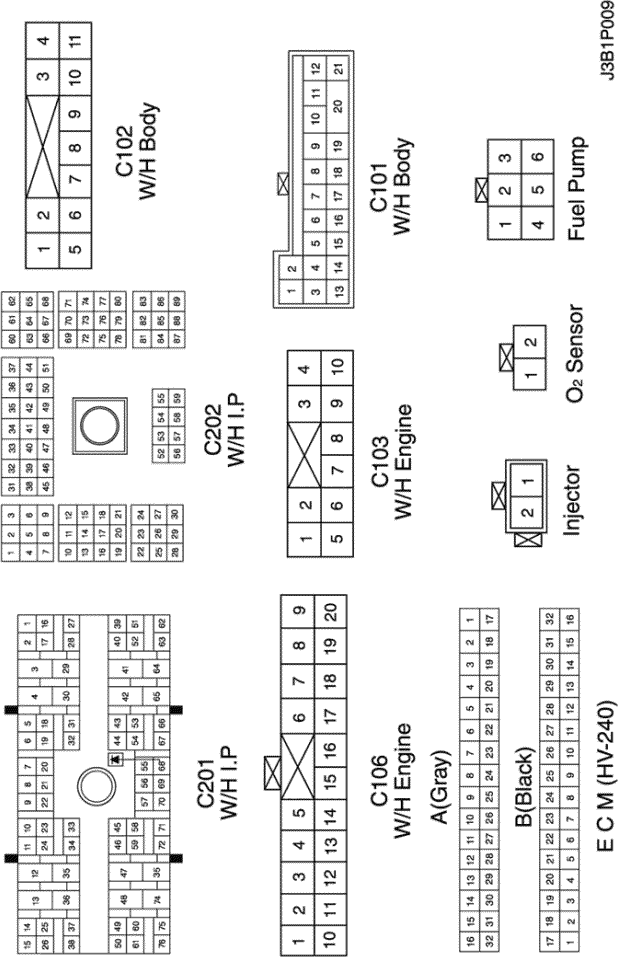 15 14 13 12 11 10 9 8 7 6 5 4 3 2 1
26 25 24 23 22 21 20 19 18 17 16
38 37 36 35 34 33 32 31 30 29 28 27
50 49 48 47 46 45 44 43 42 41 40 39
61 60 59 58 57 56 55 54 53 52 51
76 75 74 35 72 71 70 69 68 67 66 65 64 63 62
C201
W/H I.P
1 2 3
4 5 6
7 8 9
10 11 12
13 14 15
16 17 18
19 20 21
22 23 24
25 26 27
28 29 30
31 32 33 34 35 36 37
38 39 40 41 42 43 44
45 46 47 48 49 50 51
52 53 54 55
56 57 58 59
60 61 62
63 64 65
66 67 68
69 70 71
72 73 74
75 76 77
78 79 80
81 82 83
84 85 86
87 88 89
C202
W/H I.P
1 2 3 4
5 6 7 8 9 10 11
C102
W/H Body
1 2 3 4 5 6 7 8 9
10 11 12 13 14 15 16 17 18 19 20
C106
W/H Engine
1 2 3 4
5 6 7 8 9 10
C103
W/H Engine
1 2
3 4 5 6 7 8 9 10 11 12
13 14 15 16 17 18 19 20 21
C101
W/H Body
A(Gray)
16 15 14 13 12 11 10 9 8 7 6 5 4 3 2 1
32 31 30 29 28 27 26 25 24 23 22 21 20 19 18 17
B(Black)
17 18 19 20 21 22 23 24 25 26 27 28 29 30 31 32
1 2 3 4 5 6 7 8 9 10 11 12 13 14 15 16
E C M (HV-240)
2 1
Injector
1 2
O2 Sensor
1 2 3
4 5 6
Fuel Pump
J3B1P009